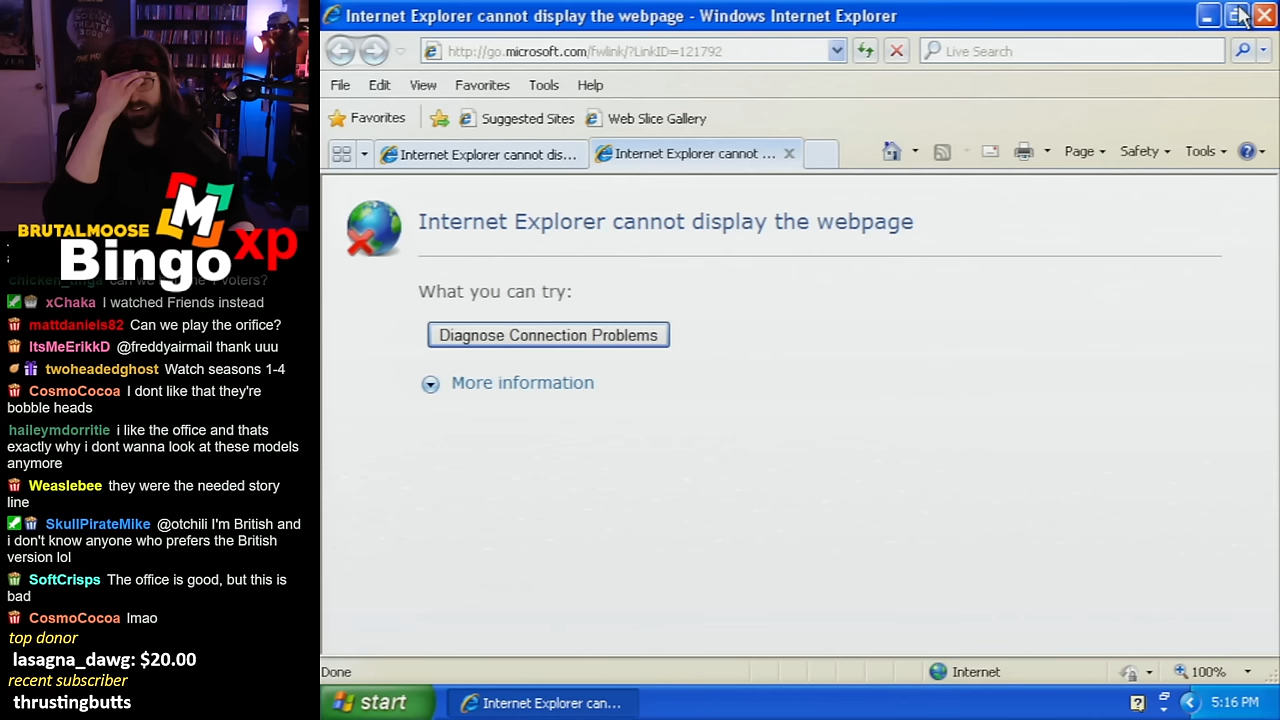 Internet Explorer cannot display the webpage - Windows Internet Explorer
http://go.microsoft.com/fwlink/?LinkID=121792
Live Search
File Edit View Favorites Tools Help
Favorites Suggested Sites Web Slice Gallery
Internet Explorer cannot dis... Internet Explorer cannot ... Page Safety Tools
Internet Explorer cannot display the webpage
What you can try:
Diagnose Connection Problems
More information
Done Internet 100%
start Internet Explorer can... 5:16 PM
BRUTALMOOSE
M
Bingo xp
voters?
xChaka I watched Friends instead
mattdaniels82 Can we play the orifice?
ItsMeErikkD @freddyairmail thank uuu
twoheadedghost Watch seasons 1-4
CosmoCocoa I dont like that they're
bobble heads
haileymdorritie i like the office and thats
exactly why i dont wanna look at these models
anymore
Weaslebee they were the needed story
line
SkullPirateMike @otchili I'm British and
i don't know anyone who prefers the British
version lol
SoftCrisps The office is good, but this is
bad
CosmoCocoa lmao
top donor
lasagna_dawg: $20.00
recent subscriber
thrustingbutts